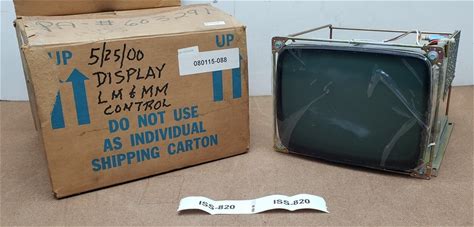 UP
5/25/00
DISPLAY
LM & MM
CONTROL
080115-088
UP
DO NOT USE
AS INDIVIDUAL
SHIPPING CARTON
ISS-820
ISS-820